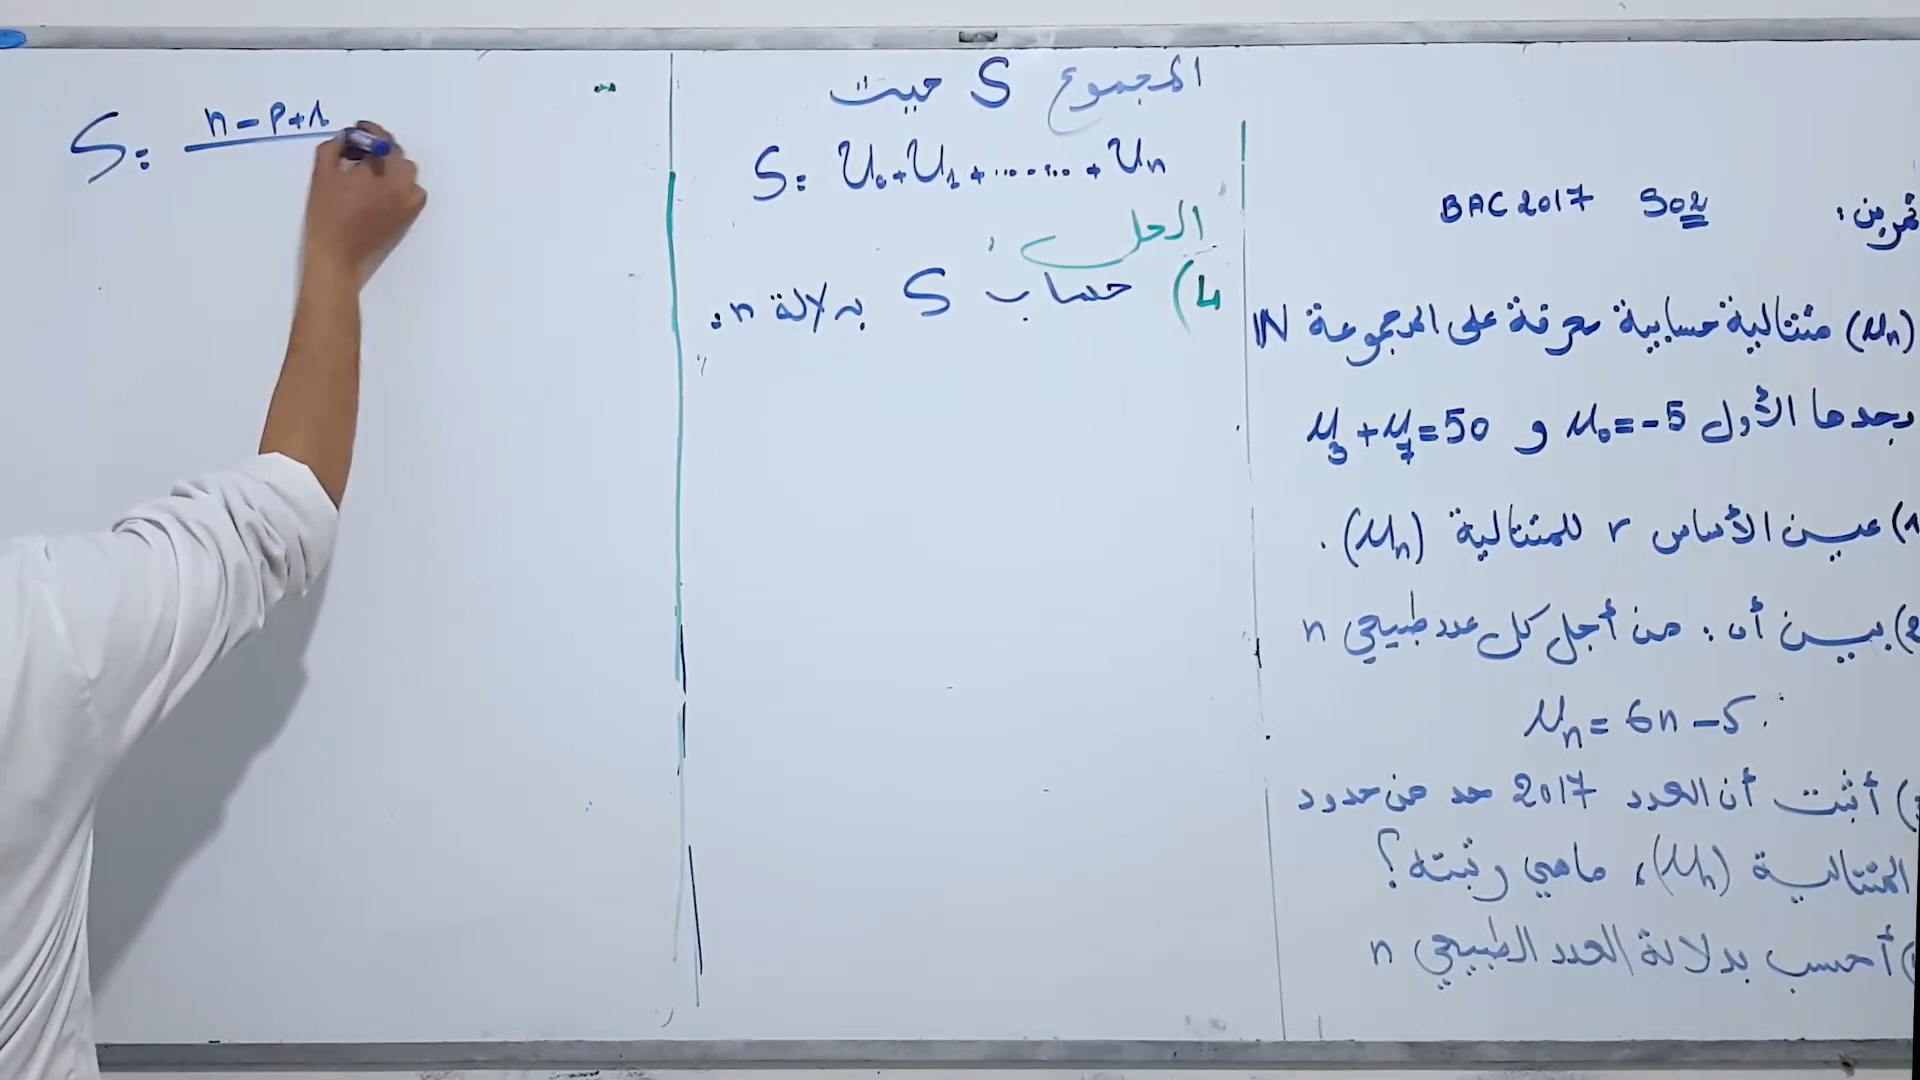 تمرين: BAC 2017 S02
(Un) متتالية حسابية معرفة على المجموعة IN
وحدها الأول U0 = -5 و U3 + U7 = 50
1) عين الأساس r للمتتالية (Un).
2) بين أن: من أجل كل عدد طبيعي n
Un = 6n - 5.
3) أثبت أن العدد 2017 حد من حدود
المتتالية (Un)، ماهي رتبته؟
أحسب بدلالة العدد الطبيعي n
المجموع S حيث
S = U0 + U1 + ........ + Un
الحل:
4) حساب S بدلالة n:
S = n - p + 1